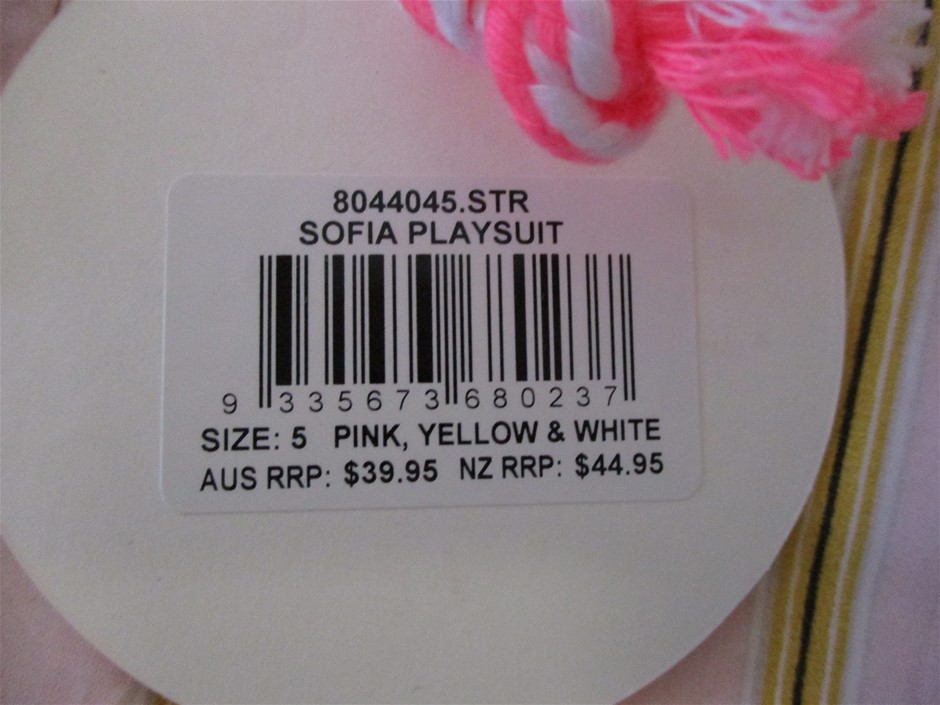 8044045.STR
SOFIA PLAYSUIT
9 335673 680237
SIZE: 5 PINK, YELLOW & WHITE
AUS RRP: $39.95 NZ RRP: $44.95